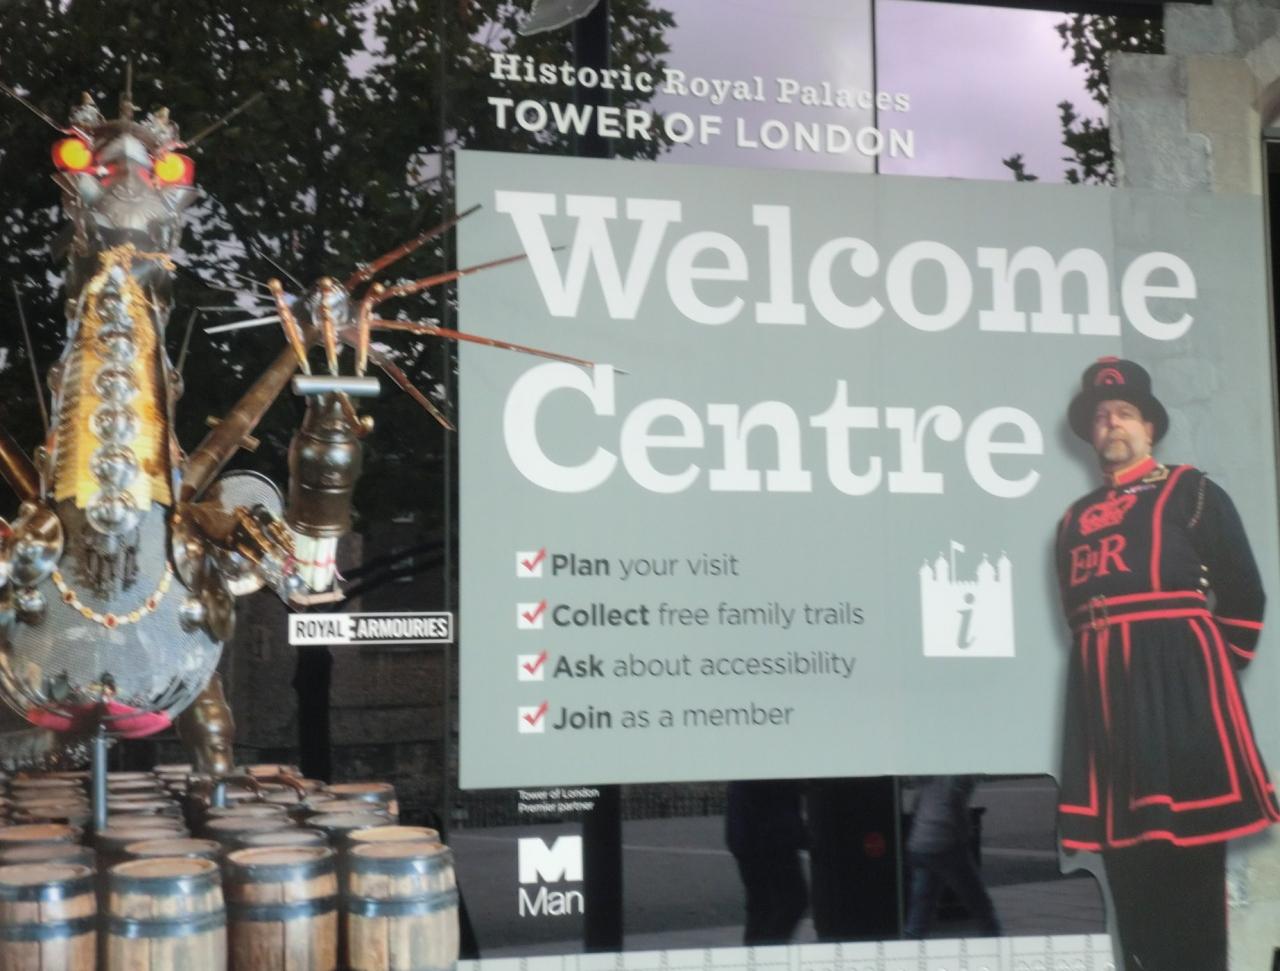 Historic Royal Palaces
TOWER OF LONDON
Welcome
Centre
Plan your visit
Collect free family trails
Ask about accessibility
Join as a member
i
EIIR
ROYAL ARMOURIES
Tower of London
Premier partner
M
Man